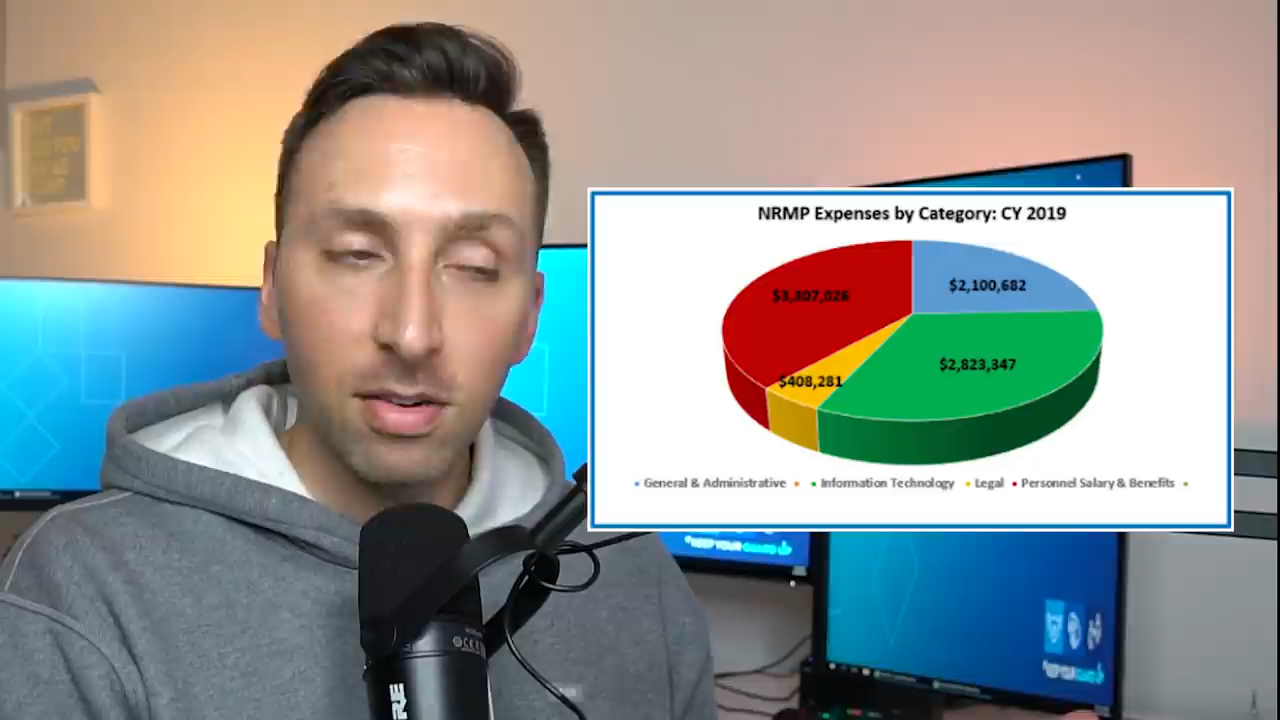 NRMP Expenses by Category: CY 2019
$3,307,026
$2,100,682
$2,823,347
$408,281
General & Administrative
Information Technology
Legal
Personnel Salary & Benefits